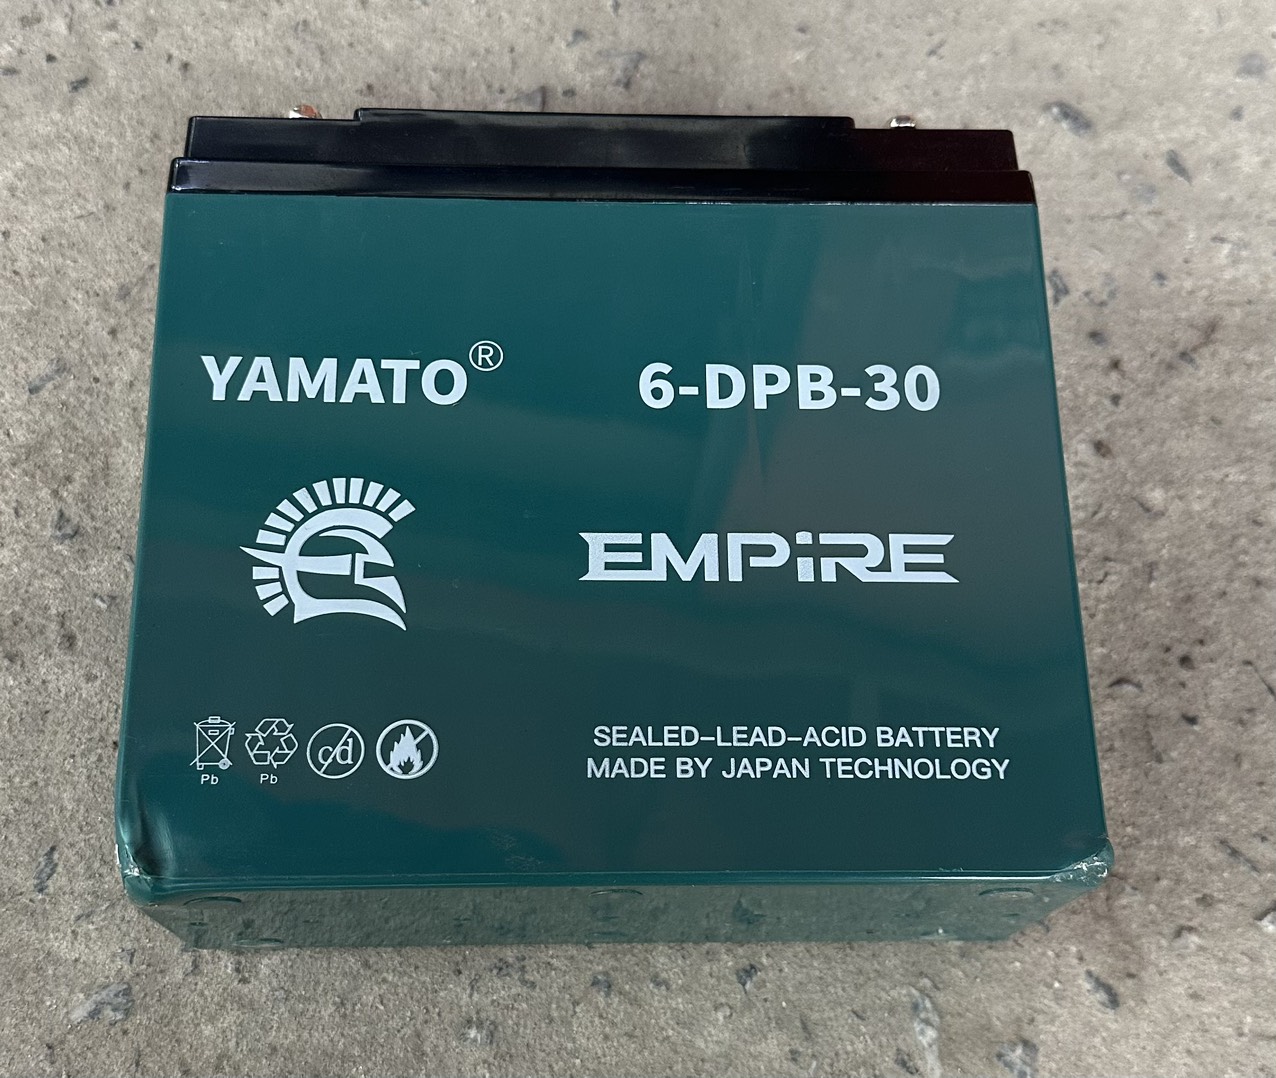 YAMATO®
6-DPB-30
EMPiRE
Pb
Pb
cd
SEALED-LEAD-ACID BATTERY
MADE BY JAPAN TECHNOLOGY